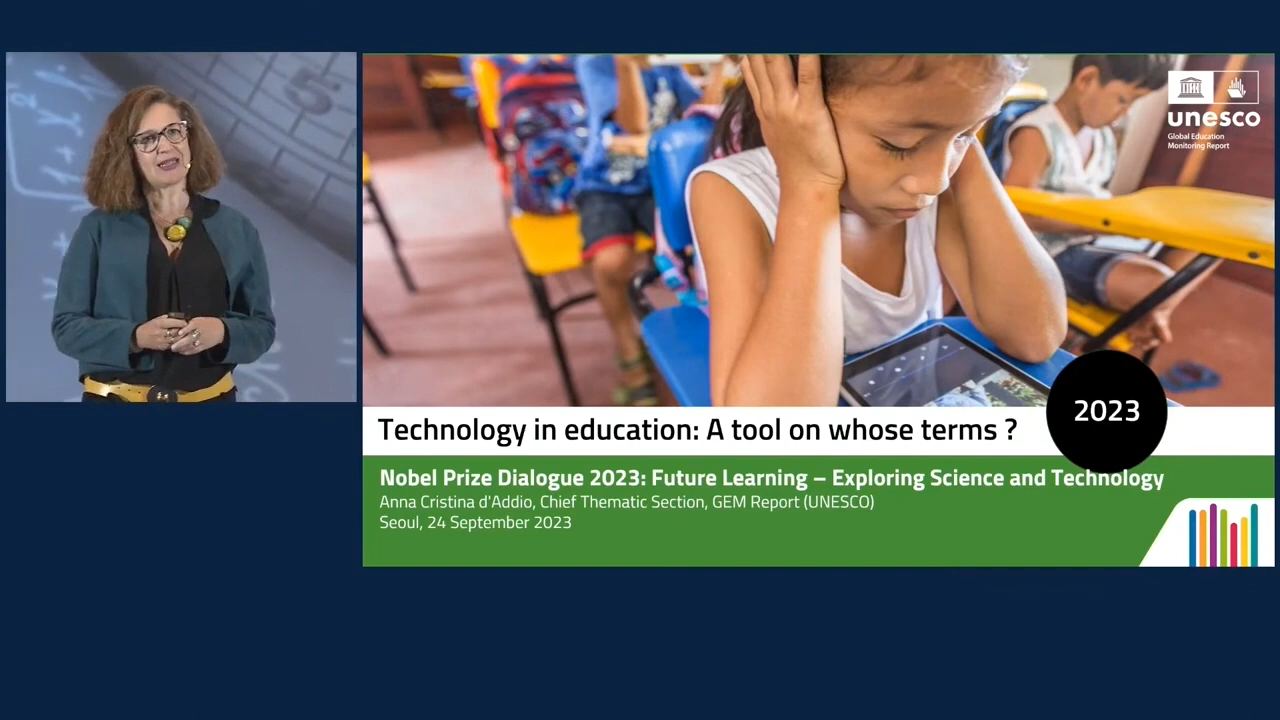 unesco
Global Education
Monitoring Report
2023
Technology in education: A tool on whose terms ?
Nobel Prize Dialogue 2023: Future Learning – Exploring Science and Technology
Anna Cristina d'Addio, Chief Thematic Section, GEM Report (UNESCO)
Seoul, 24 September 2023